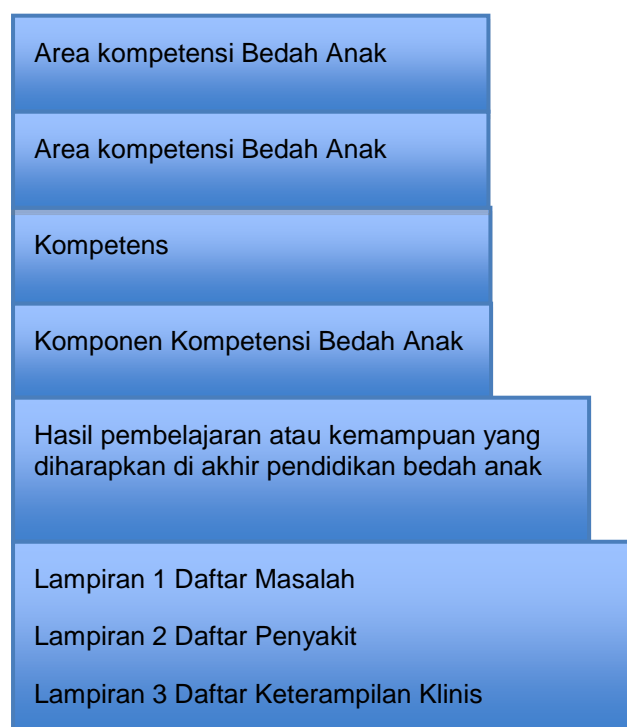 Area kompetensi Bedah Anak
Area kompetensi Bedah Anak
Kompetens
Komponen Kompetensi Bedah Anak
Hasil pembelajaran atau kemampuan yang
diharapkan di akhir pendidikan bedah anak
Lampiran 1 Daftar Masalah
Lampiran 2 Daftar Penyakit
Lampiran 3 Daftar Keterampilan Klinis